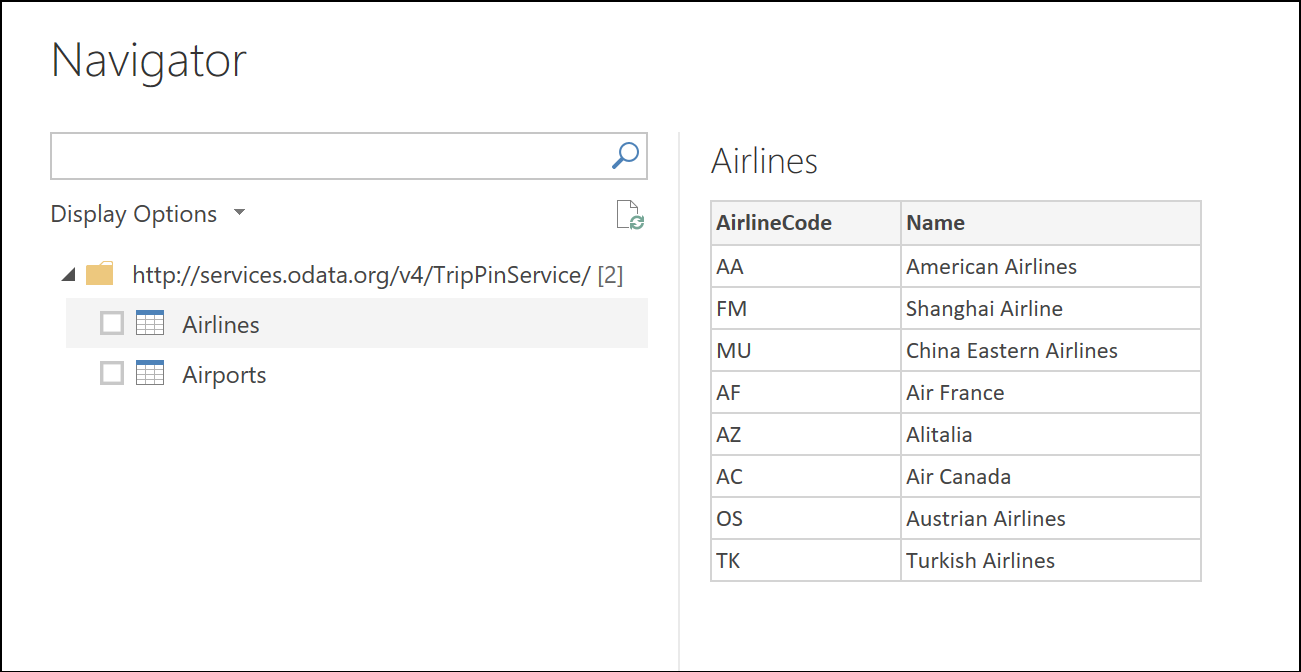 Navigator
Display Options
http://services.odata.org/v4/TripPinService/ [2]
Airlines
Airports
Airlines
AirlineCode Name
AA American Airlines
FM Shanghai Airline
MU China Eastern Airlines
AF Air France
AZ Alitalia
AC Air Canada
OS Austrian Airlines
TK Turkish Airlines